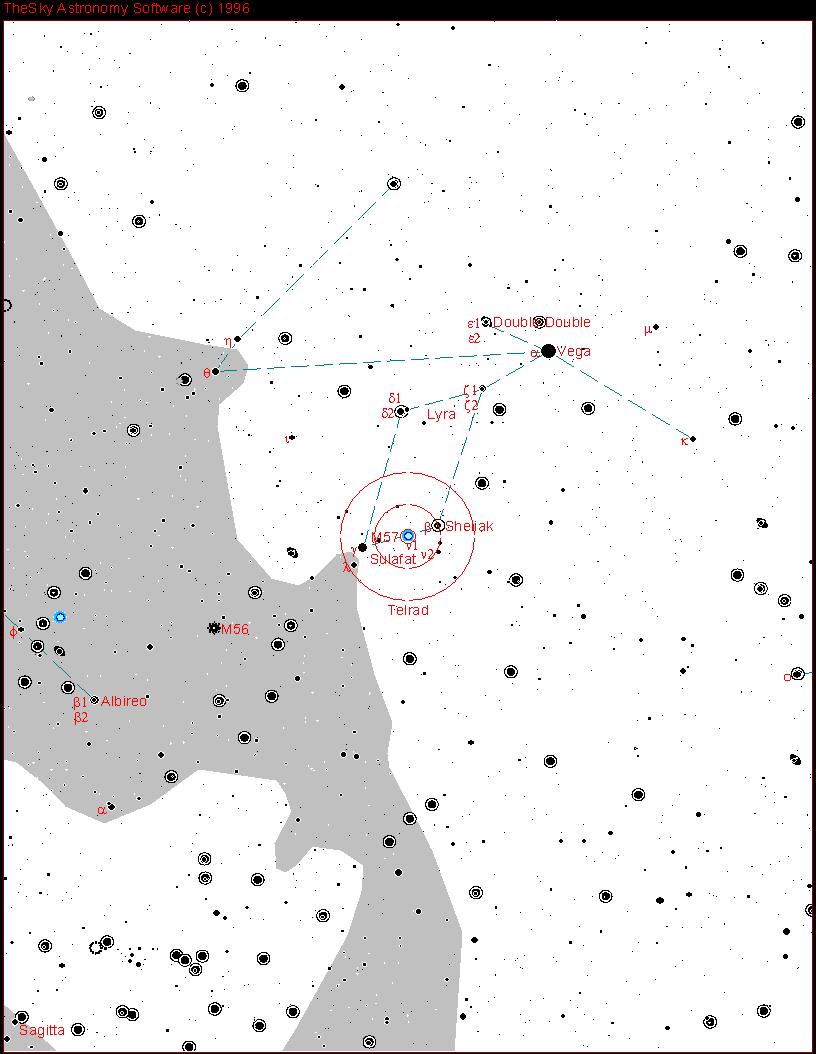 TheSky Astronomy Software (c) 1996
ε1 Double Double
ε2
μ
η
α Vega
θ
δ1 ζ1
δ2 ζ2
Lyra
ι
κ
β Sheliak
M57
ν1
γ ν2
Sulafat
λ
Telrad
M56
φ
ο
β1 Albireo
β2
α
Sagitta